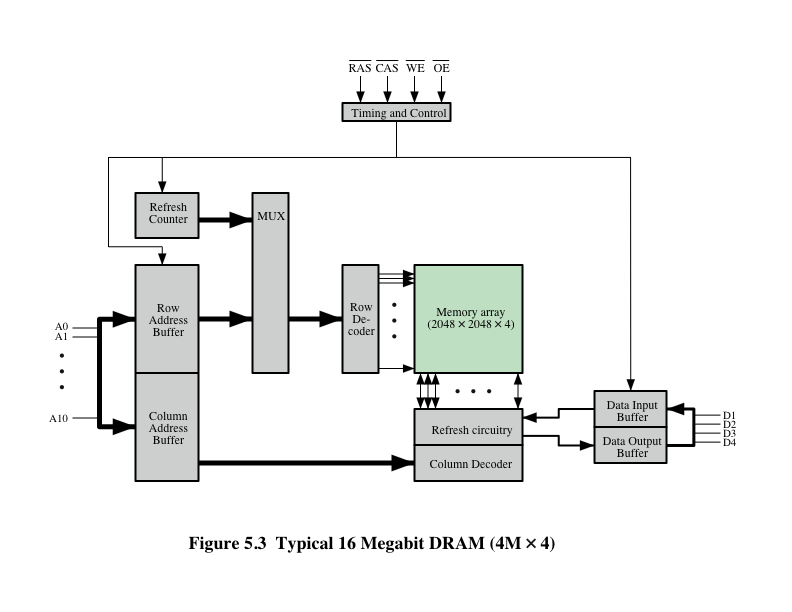 RAS CAS WE OE
Timing and Control
Refresh
Counter
MUX
Row
Address
Buffer
Row
De-
coder
Memory array
(2048 × 2048 × 4)
A0
A1
A10
Column
Address
Buffer
Refresh circuitry
Column Decoder
Data Input
Buffer
Data Output
Buffer
D1
D2
D3
D4
Figure 5.3 Typical 16 Megabit DRAM (4M × 4)